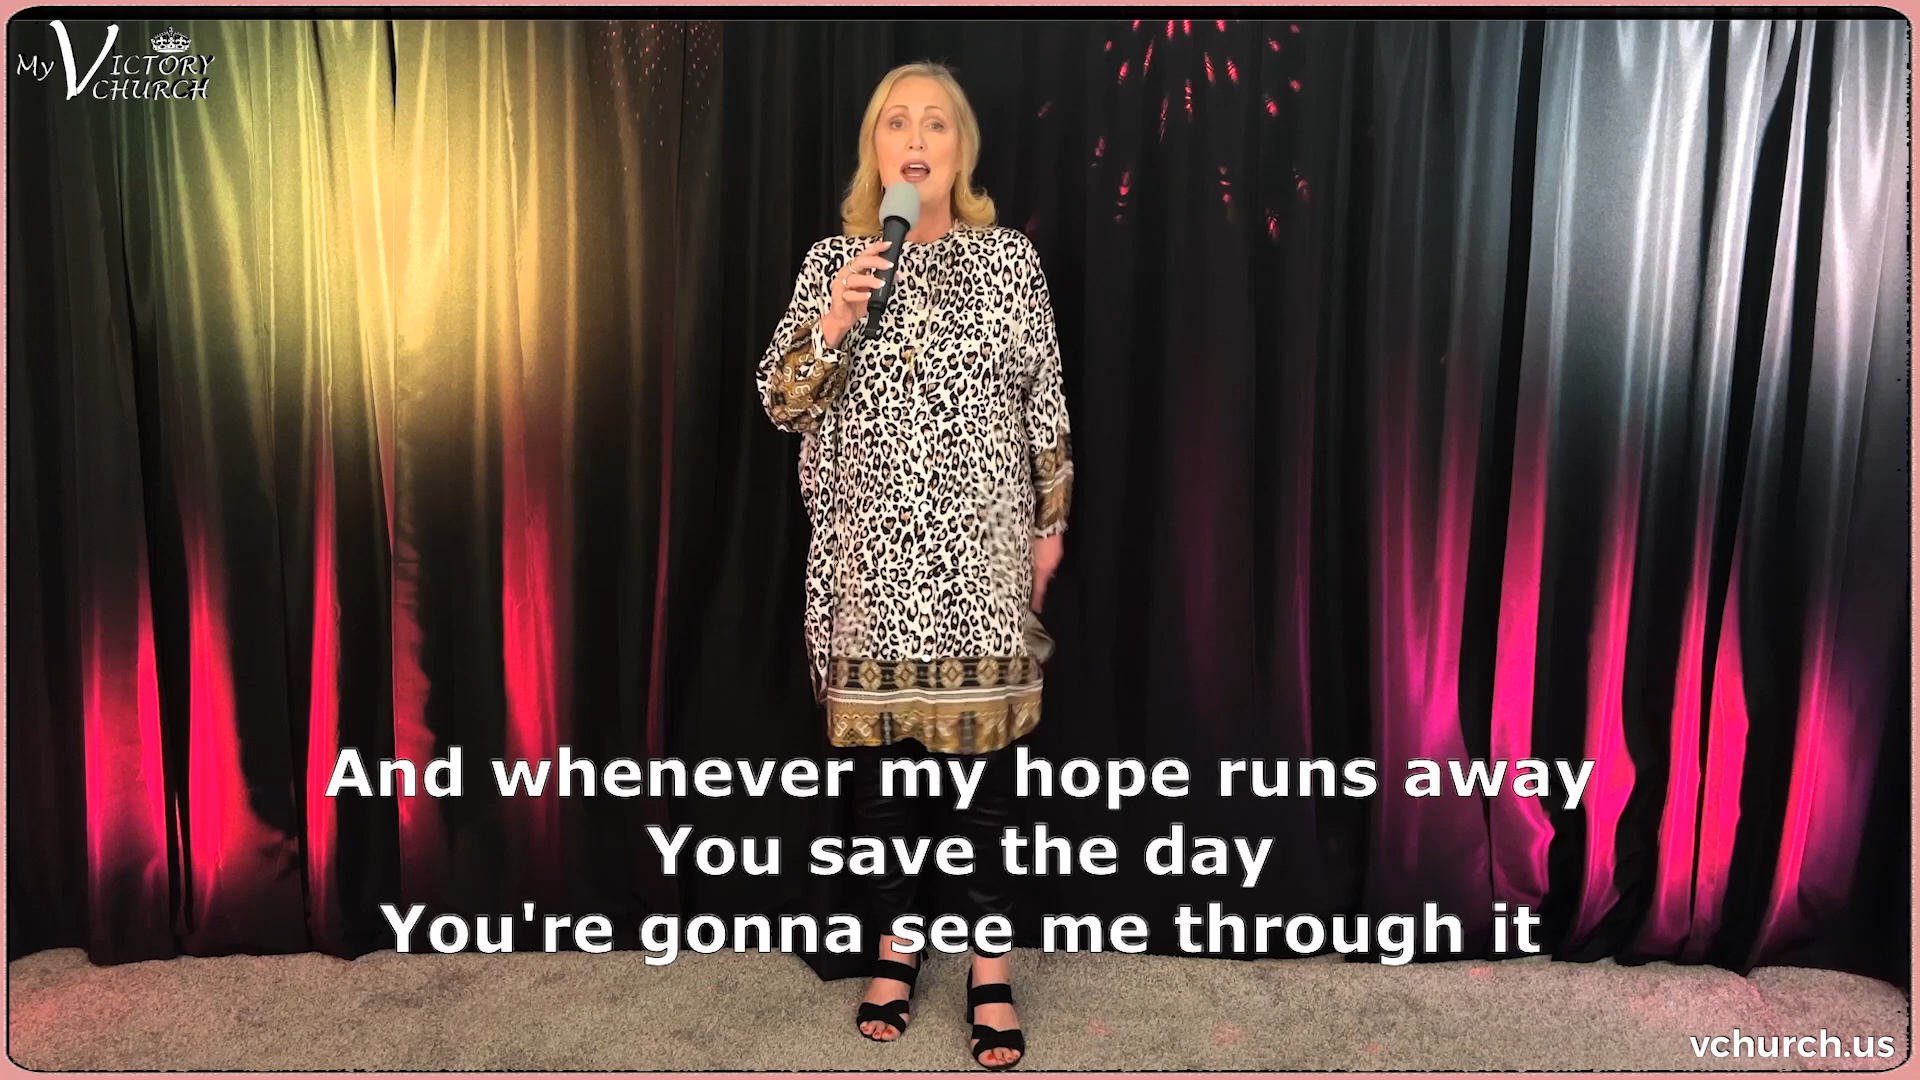 My VICTORY
CHURCH
And whenever my hope runs away
You save the day
You're gonna see me through it
vchurch.us